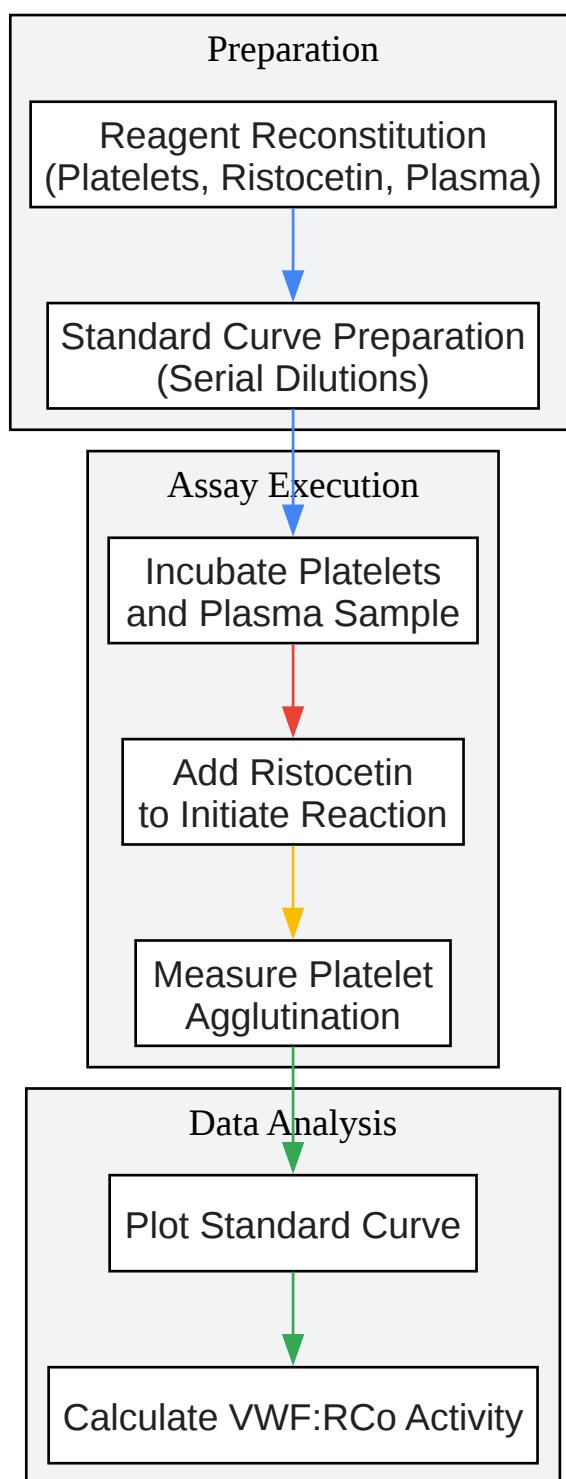 Preparation
Reagent Reconstitution
(Platelets, Ristocetin, Plasma)
Standard Curve Preparation
(Serial Dilutions)
Assay Execution
Incubate Platelets
and Plasma Sample
Add Ristocetin
to Initiate Reaction
Measure Platelet
Agglutination
Data Analysis
Plot Standard Curve
Calculate VWF:RCo Activity